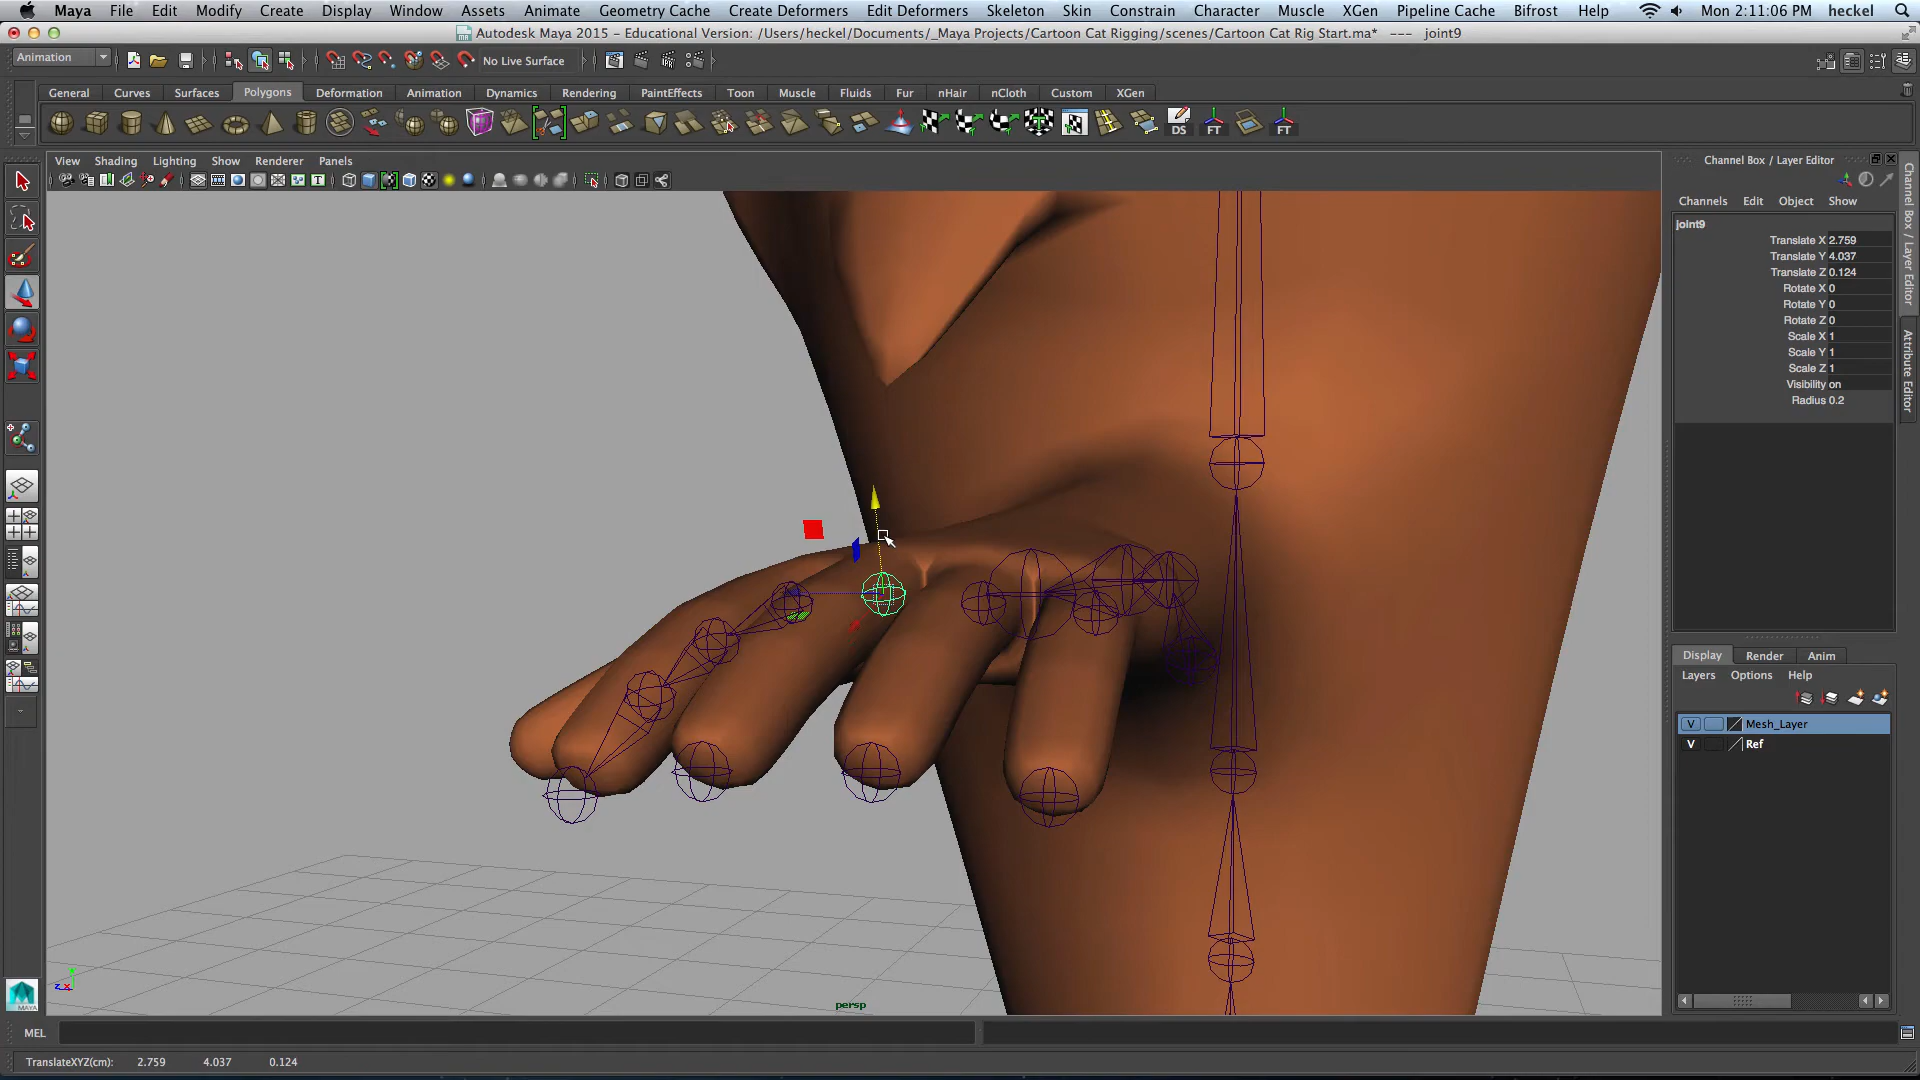 Maya File Edit Modify Create Display Window Assets Animate Geometry Cache Create Deformers Edit Deformers Skeleton Skin Constrain Character Muscle XGen Pipeline Cache Bifrost Help Mon 2:11:06 PM heckel
Autodesk Maya 2015 - Educational Version: /Users/heckel/Documents/_Maya Projects/Cartoon Cat Rigging/scenes/Cartoon Cat Rig Start.ma* --- joint9
Animation No Live Surface
General Curves Surfaces Polygons Deformation Animation Dynamics Rendering PaintEffects Toon Muscle Fluids Fur nHair nCloth Custom XGen
DS FT FT
View Shading Lighting Show Renderer Panels
Channel Box / Layer Editor
Channels Edit Object Show
joint9
Translate X 2.759
Translate Y 4.037
Translate Z 0.124
Rotate X 0
Rotate Y 0
Rotate Z 0
Scale X 1
Scale Y 1
Scale Z 1
Visibility on
Radius 0.2
Channel Box / Layer Editor
Attribute Editor
Display Render Anim
Layers Options Help
V Mesh_Layer
V Ref
persp
MAYA
MEL
TranslateXYZ(cm): 2.759 4.037 0.124